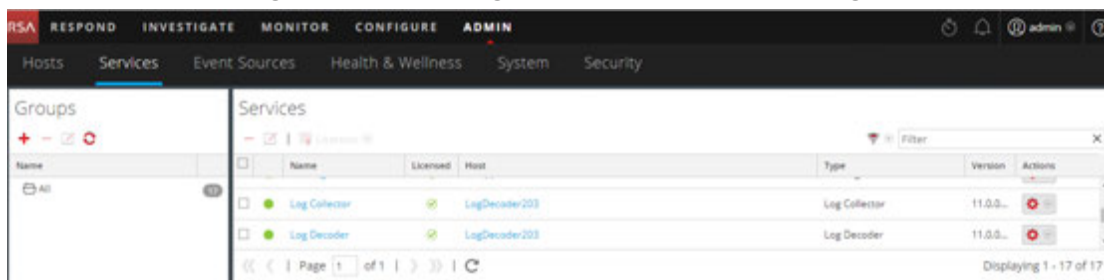 RSA RESPOND INVESTIGATE MONITOR CONFIGURE ADMIN admin
Hosts Services Event Sources Health & Wellness System Security
Groups
Name
All 17
Services
Licenses
Filter
Name Licensed Host Type Version Actions
Log Collector LogDecoder203 Log Collector 11.0.0...
Log Decoder LogDecoder203 Log Decoder 11.0.0...
Page 1 of 1 Displaying 1 - 17 of 17